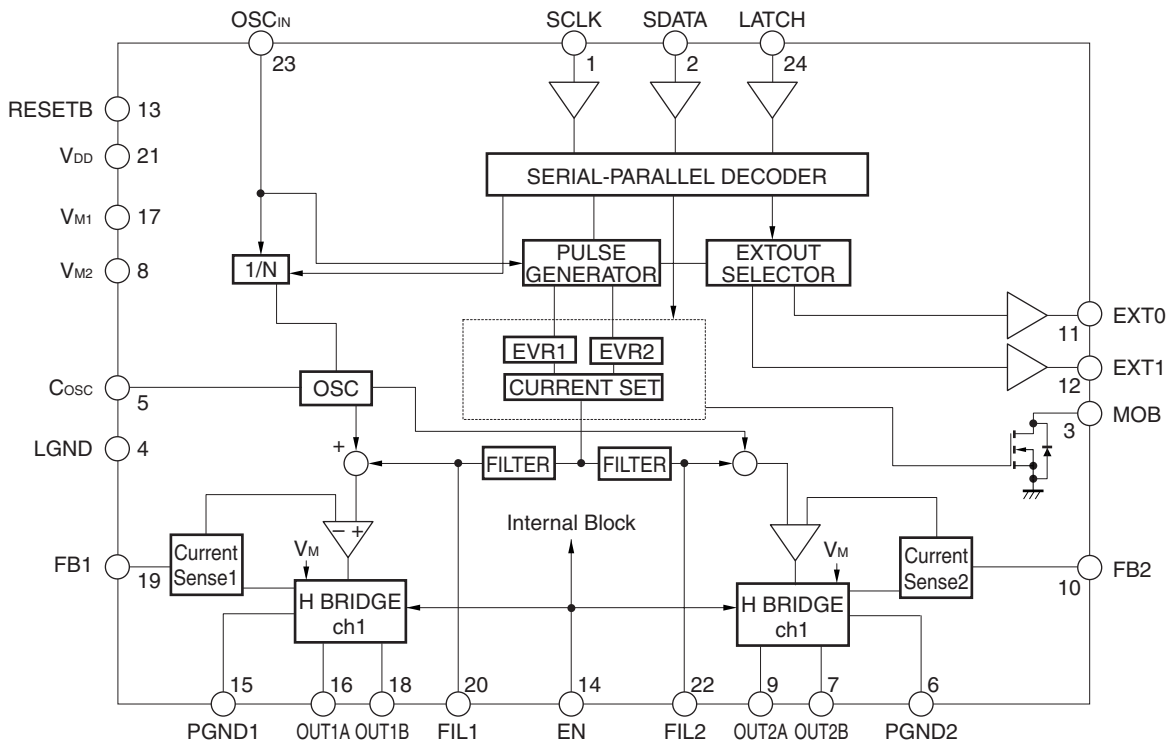 OSCIN
SCLK
SDATA
LATCH
23
1
2
24
RESETB
13
VDD
21
SERIAL-PARALLEL DECODER
VM1
17
VM2
8
1/N
PULSE
GENERATOR
EXTOUT
SELECTOR
EXT0
11
EVR1
EVR2
EXT1
12
COSC
5
OSC
CURRENT SET
MOB
3
LGND
4
+
FILTER
FILTER
Internal Block
– +
FB1
19
Current
Sense1
VM
VM
Current
Sense2
FB2
10
H BRIDGE
ch1
H BRIDGE
ch1
15
16
18
20
14
22
9
7
6
PGND1
OUT1A
OUT1B
FIL1
EN
FIL2
OUT2A
OUT2B
PGND2